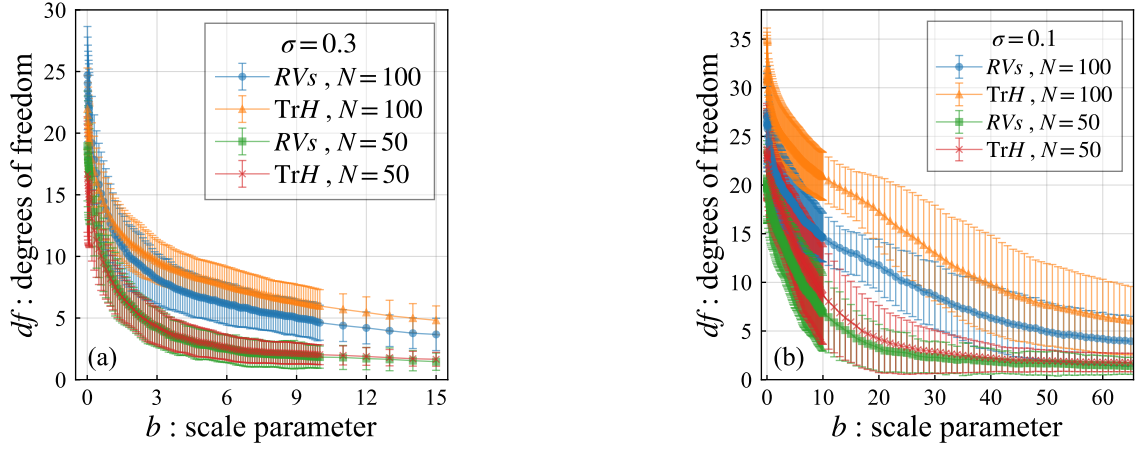 df : degrees of freedom
30
25
20
15
10
5
0
σ = 0.3
RVs , N = 100
TrH , N = 100
RVs , N = 50
TrH , N = 50
(a)
0 3 6 9 12 15
b : scale parameter
df : degrees of freedom
35
30
25
20
15
10
5
0
σ = 0.1
RVs , N = 100
TrH , N = 100
RVs , N = 50
TrH , N = 50
(b)
0 10 20 30 40 50 60
b : scale parameter